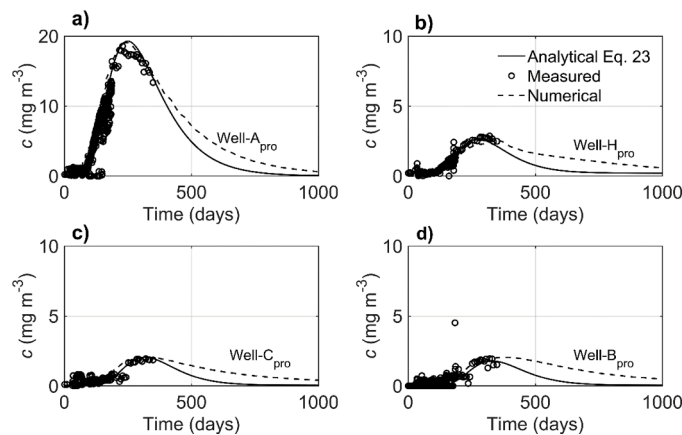 a)
20
10
0
c (mg m-3)
0
500
1000
Time (days)
Well-Apro
b)
10
5
0
c (mg m-3)
0
500
1000
Time (days)
Analytical Eq. 23
Measured
Numerical
Well-Hpro
c)
10
5
0
c (mg m-3)
0
500
1000
Time (days)
Well-Cpro
d)
10
5
0
c (mg m-3)
0
500
1000
Time (days)
Well-Bpro